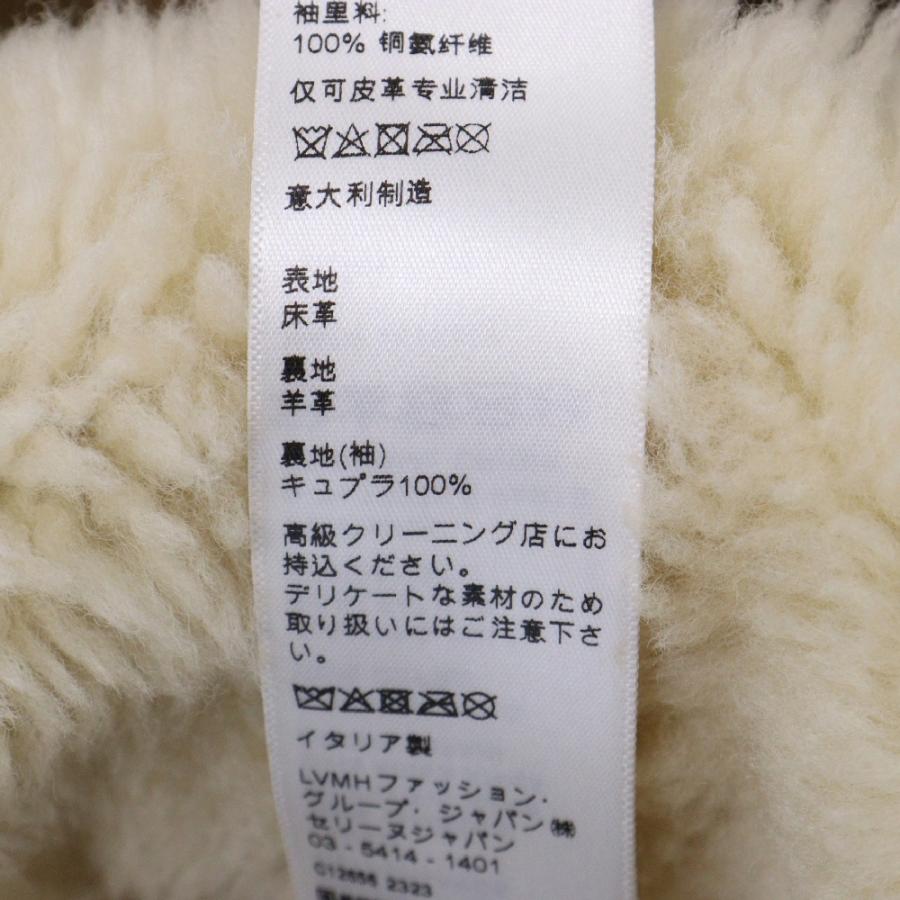 袖里料:
100% 铜氨纤维
仅可皮革专业清洁
意大利制造
表地
床革
裏地
羊革
裏地(袖)
キュプラ100%
高級クリーニング店にお
持込ください。
デリケートな素材のため
取り扱いにはご注意下さ
い。
イタリア製
LVMHファッション・
グループ・ジャパン㈱
セリーヌジャパン
03 - 5414 - 1401
C12656 2323